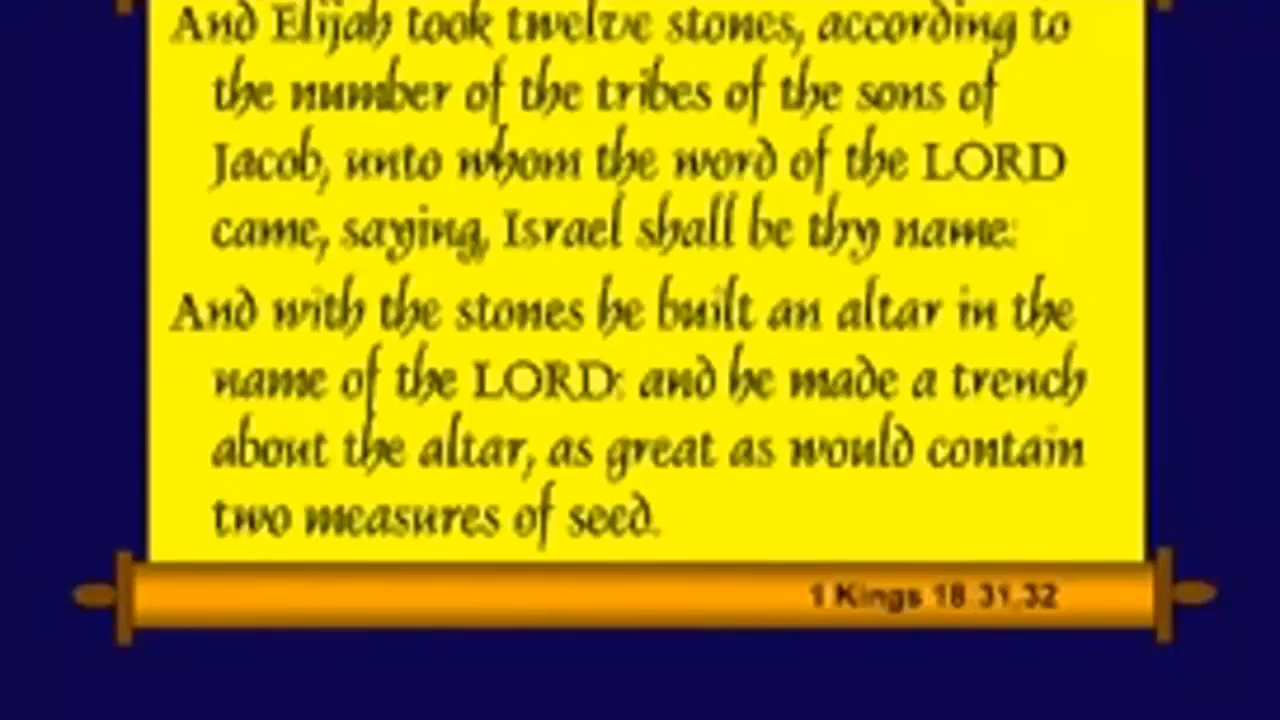 And Elijah took twelve stones, according to
the number of the tribes of the sons of
Jacob, unto whom the word of the LORD
came, saying, Israel shall be thy name:
And with the stones he built an altar in the
name of the LORD: and he made a trench
about the altar, as great as would contain
two measures of seed.
1 Kings 18 31,32